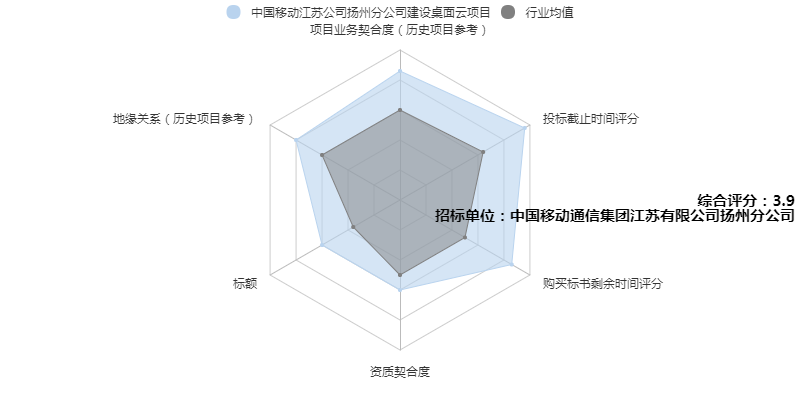 中国移动江苏公司扬州分公司建设桌面云项目 行业均值
项目业务契合度（历史项目参考）
地缘关系（历史项目参考）
投标截止时间评分
综合评分：3.9
招标单位：中国移动通信集团江苏有限公司扬州分公司
标额
购买标书剩余时间评分
资质契合度